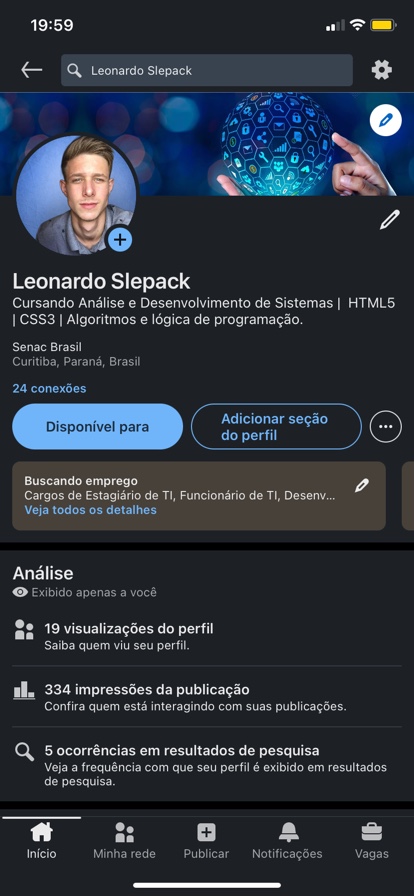 19:59
Leonardo Slepack
Leonardo Slepack
Cursando Análise e Desenvolvimento de Sistemas | HTML5
| CSS3 | Algoritmos e lógica de programação.
Senac Brasil
Curitiba, Paraná, Brasil
24 conexões
Disponível para
Adicionar seção
do perfil
Buscando emprego
Cargos de Estagiário de TI, Funcionário de TI, Desenv...
Veja todos os detalhes
Análise
Exibido apenas a você
19 visualizações do perfil
Saiba quem viu seu perfil.
334 impressões da publicação
Confira quem está interagindo com suas publicações.
5 ocorrências em resultados de pesquisa
Veja a frequência com que seu perfil é exibido em resultados
de pesquisa.
Início
Minha rede
Publicar
Notificações
Vagas